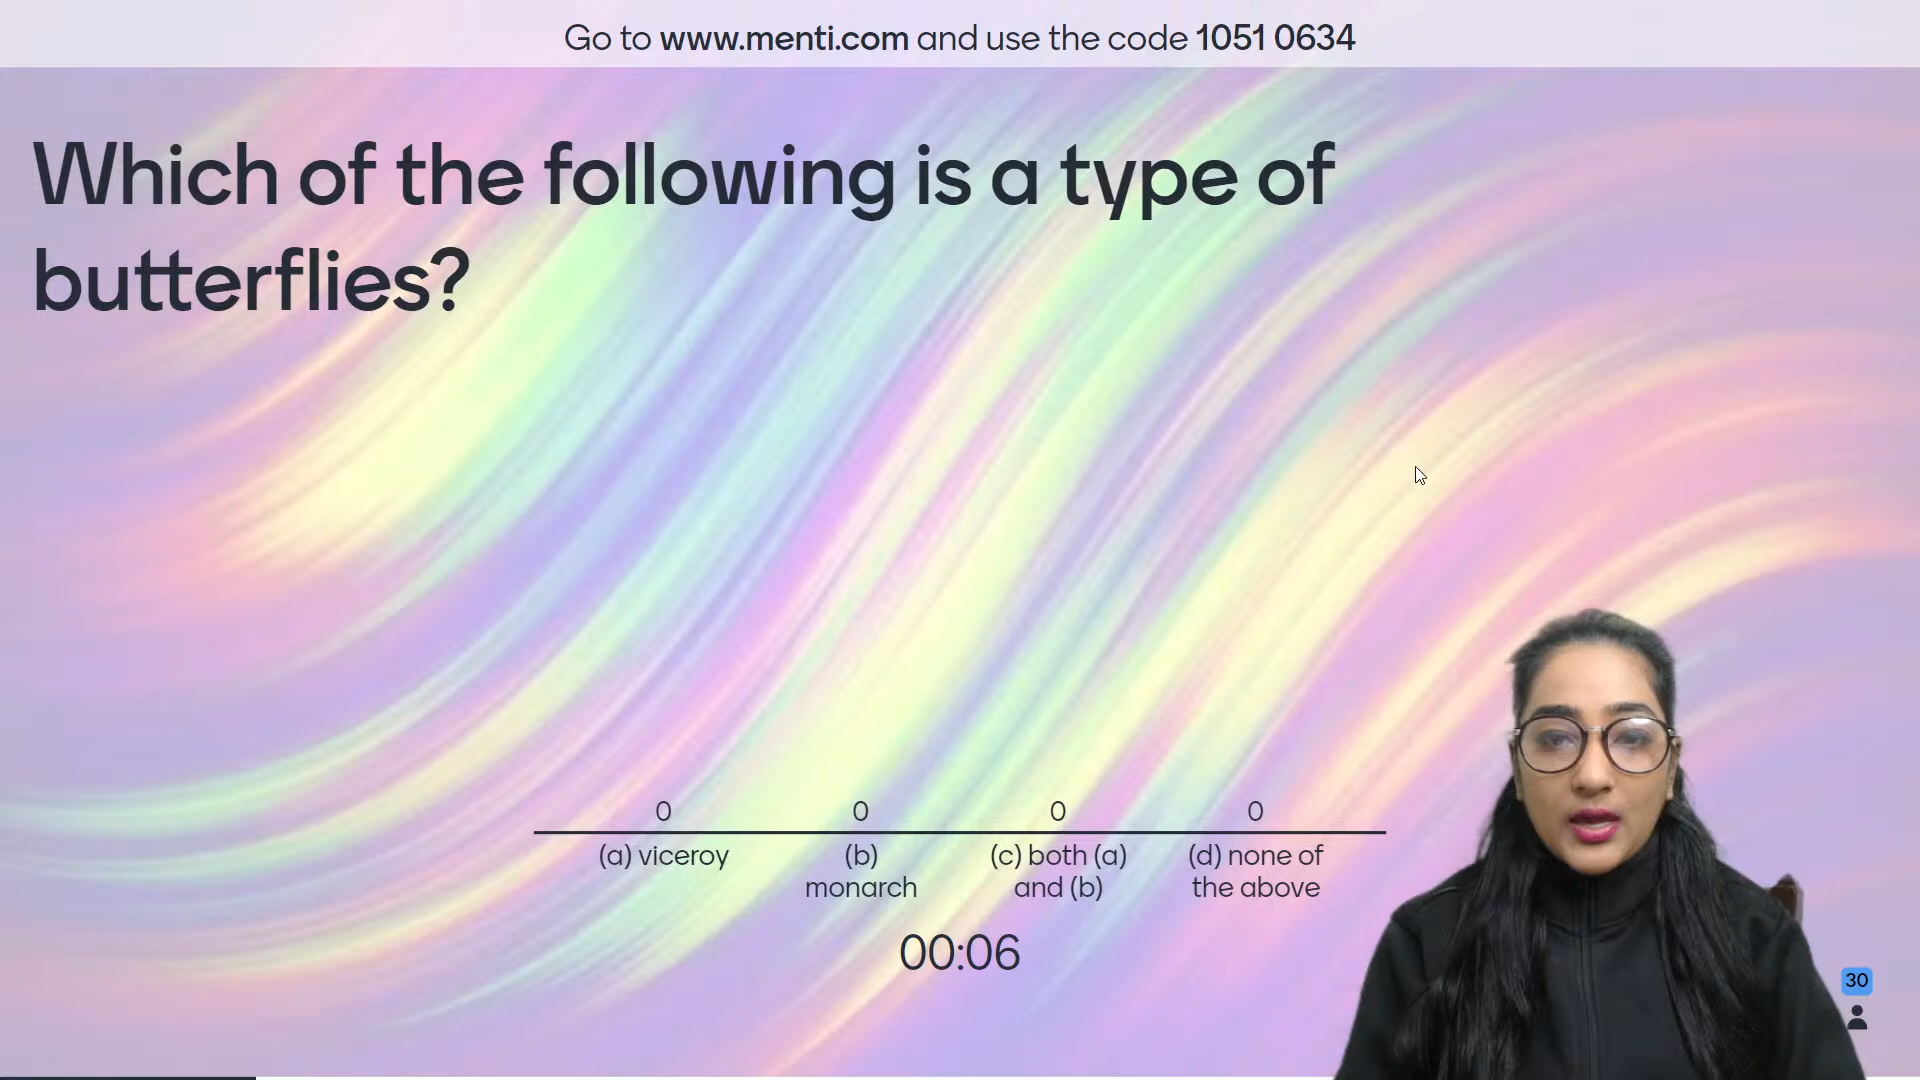 Go to www.menti.com and use the code 1051 0634
Which of the following is a type of
butterflies?
0 0 0 0
(a) viceroy
(b)
monarch
(c) both (a)
and (b)
(d) none of
the above
00:06
30